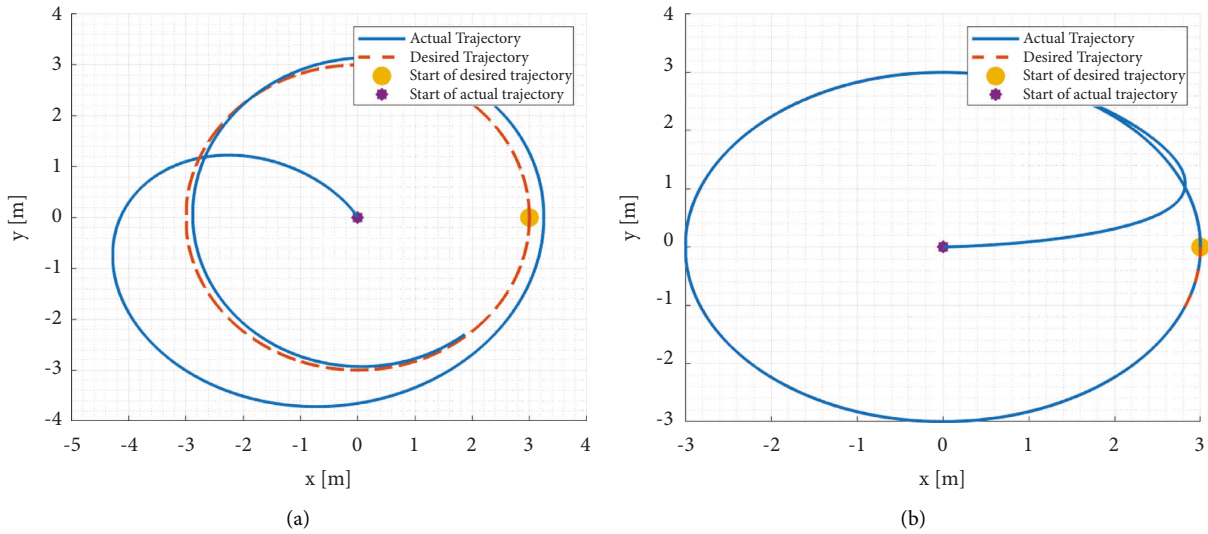 4
3
2
1
0
-1
-2
-3
-4
y [m]
-5
-4
-3
-2
-1
0
1
2
3
4
x [m]
Actual Trajectory
Desired Trajectory
Start of desired trajectory
Start of actual trajectory
(a)
4
3
2
1
0
-1
-2
-3
y [m]
-3
-2
-1
0
1
2
3
x [m]
Actual Trajectory
Desired Trajectory
Start of desired trajectory
Start of actual trajectory
(b)